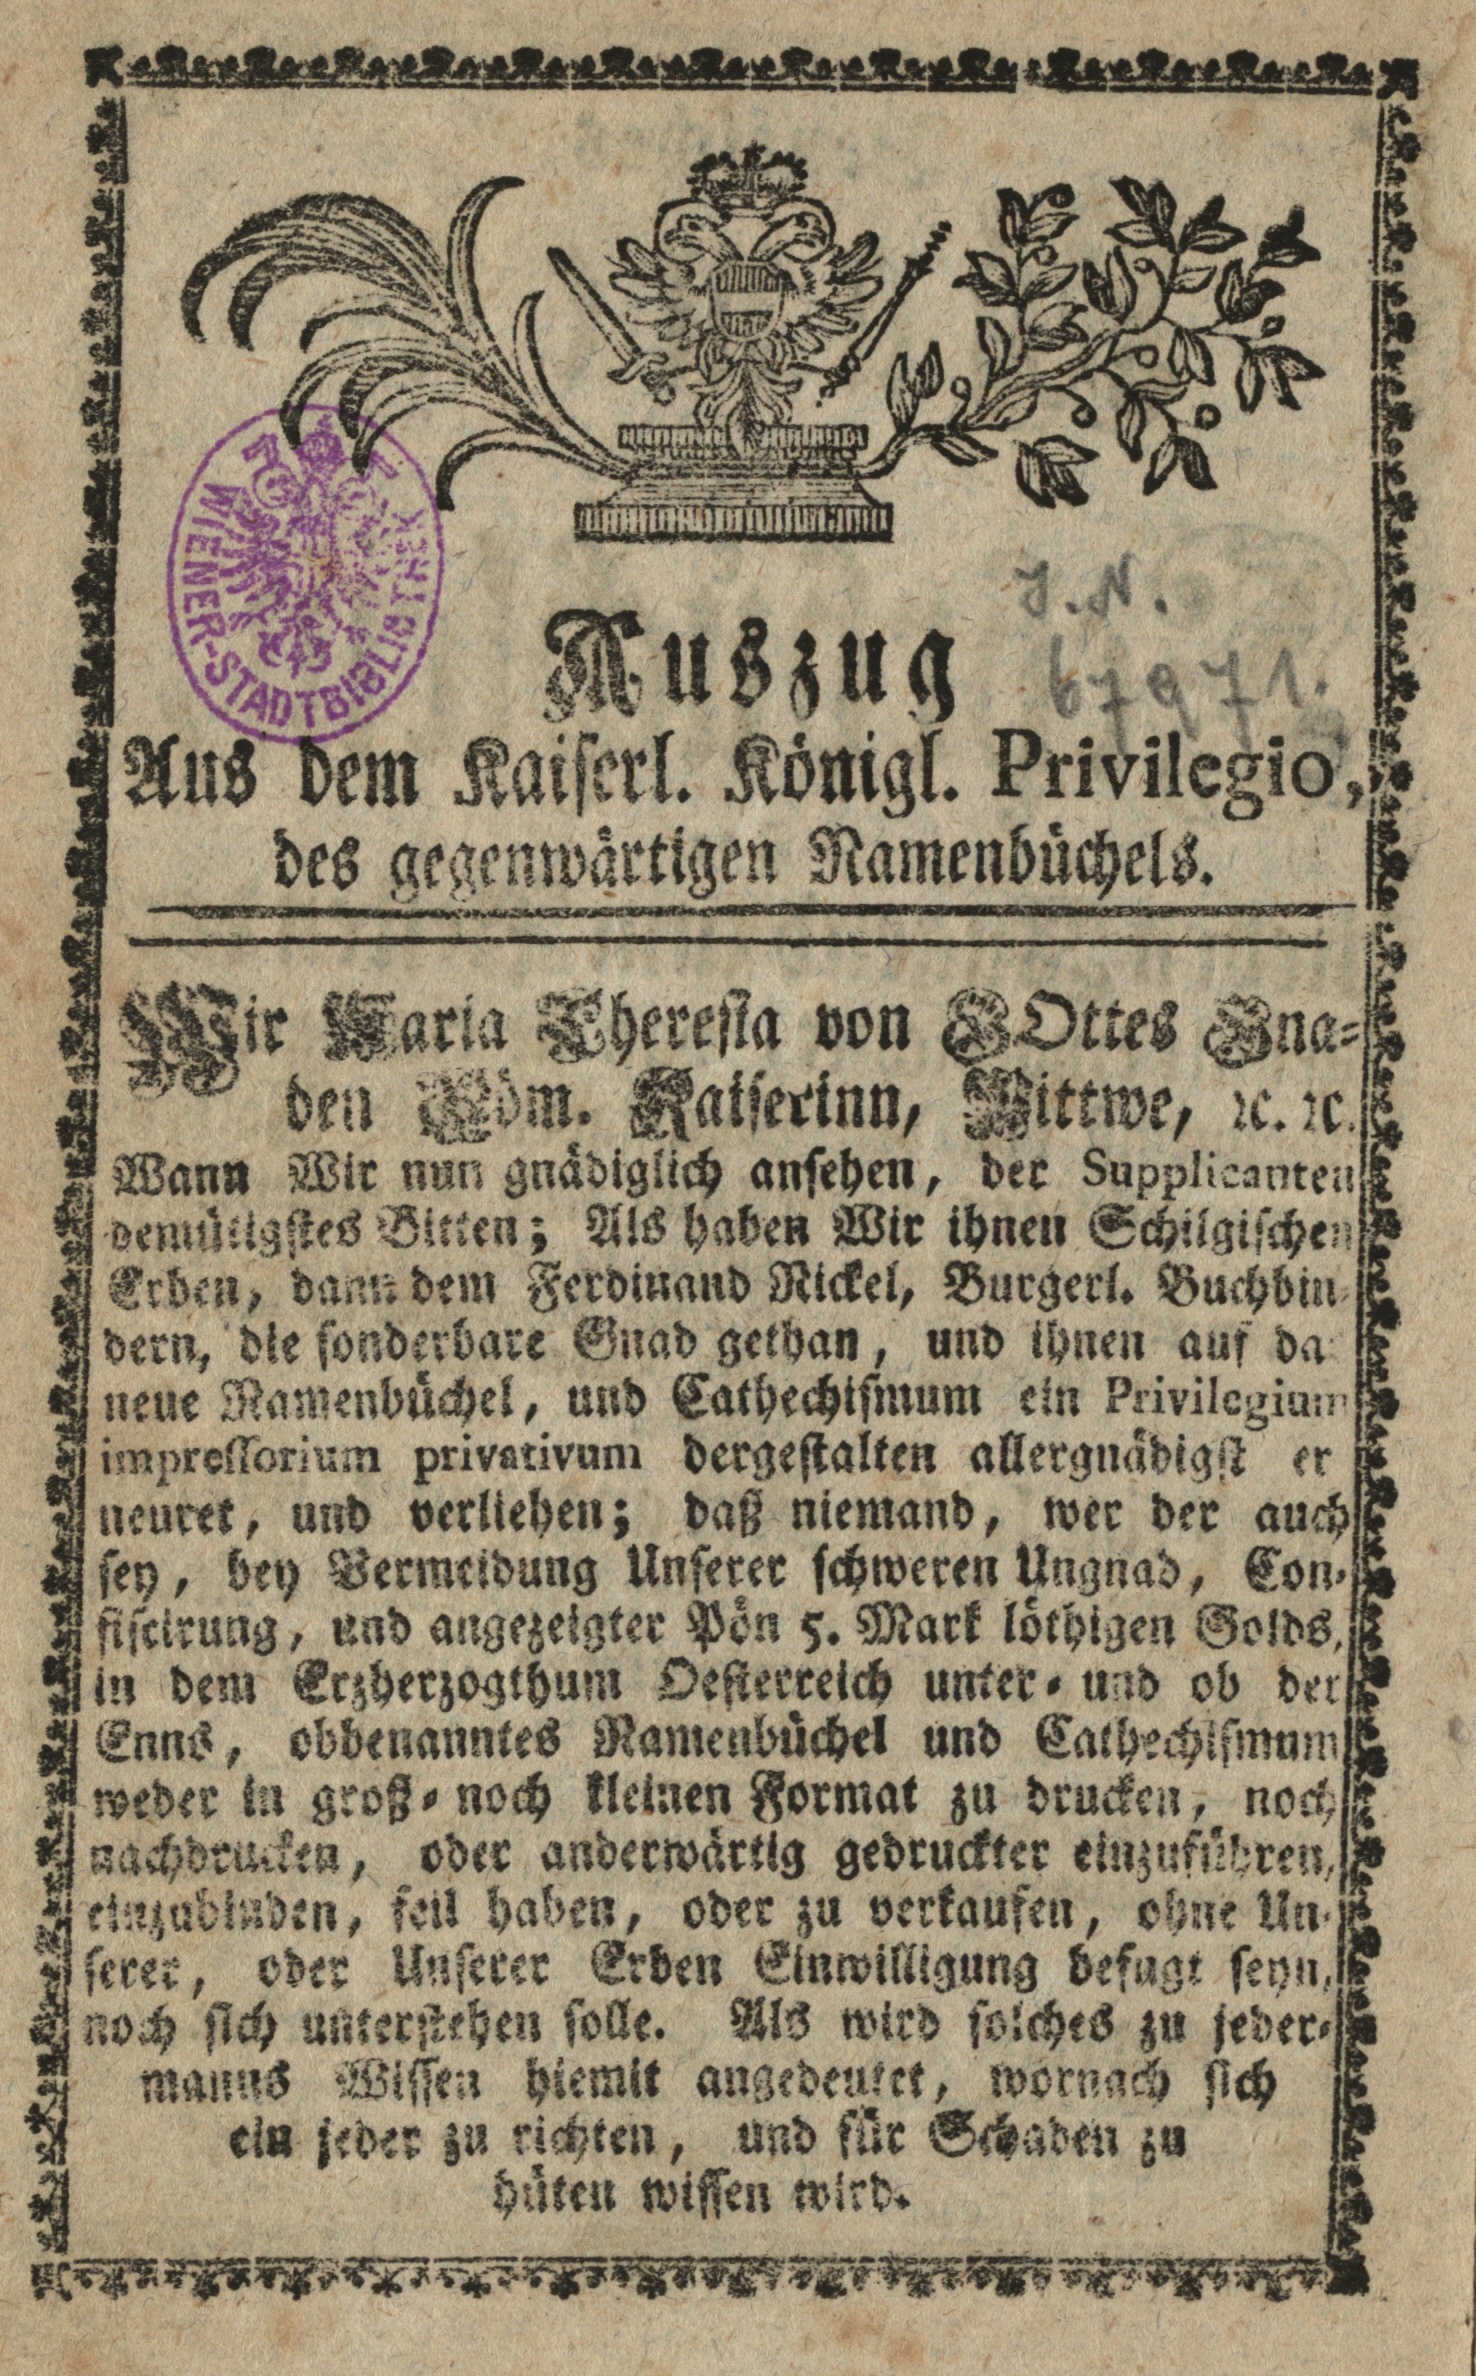 WIENER-STADTBIBLIOTHEK
J. N.
67971.
Auszug
Aus dem Kaiserl. Königl. Privilegio,
des gegenwärtigen Namenbüchels.
Wir Maria Theresia von GOttes Gna-
den Röm. Kaiserinn, Wittwe, ꝛc. ꝛc.
Wann Wir nun gnädiglich ansehen, der Supplicanten
demütigstes Bitten; Als haben Wir ihnen Schilgischen
Erben, dann dem Ferdinand Nickel, Burgerl. Buchbin-
dern, die sonderbare Gnad gethan, und ihnen auf da
neue Namenbüchel, und Cathechismum ein Privilegium
impressorium privativum dergestalten allergnädigst er
neuret, und verliehen; daß niemand, wer der auch
sey, bey Vermeidung Unserer schweren Ungnad, Con-
fiscirung, und angezeigter Pön 5. Mark löthigen Golds,
in dem Erzherzogthum Oesterreich unter- und ob der
Enns, obbenanntes Namenbüchel und Cathechismum
weder in groß- noch kleinen Format zu drucken, noch
nachdrucken, oder anderwärtig gedruckter einzuführen,
einzubinden, feil haben, oder zu verkaufen, ohne Un-
serer, oder Unserer Erben Einwilligung befugt seyn,
noch sich unterstehen solle. Als wird solches zu jeder-
manns Wissen hiemit angedeutet, wornach sich
ein jeder zu richten, und für Schaden zu
hüten wissen wird.